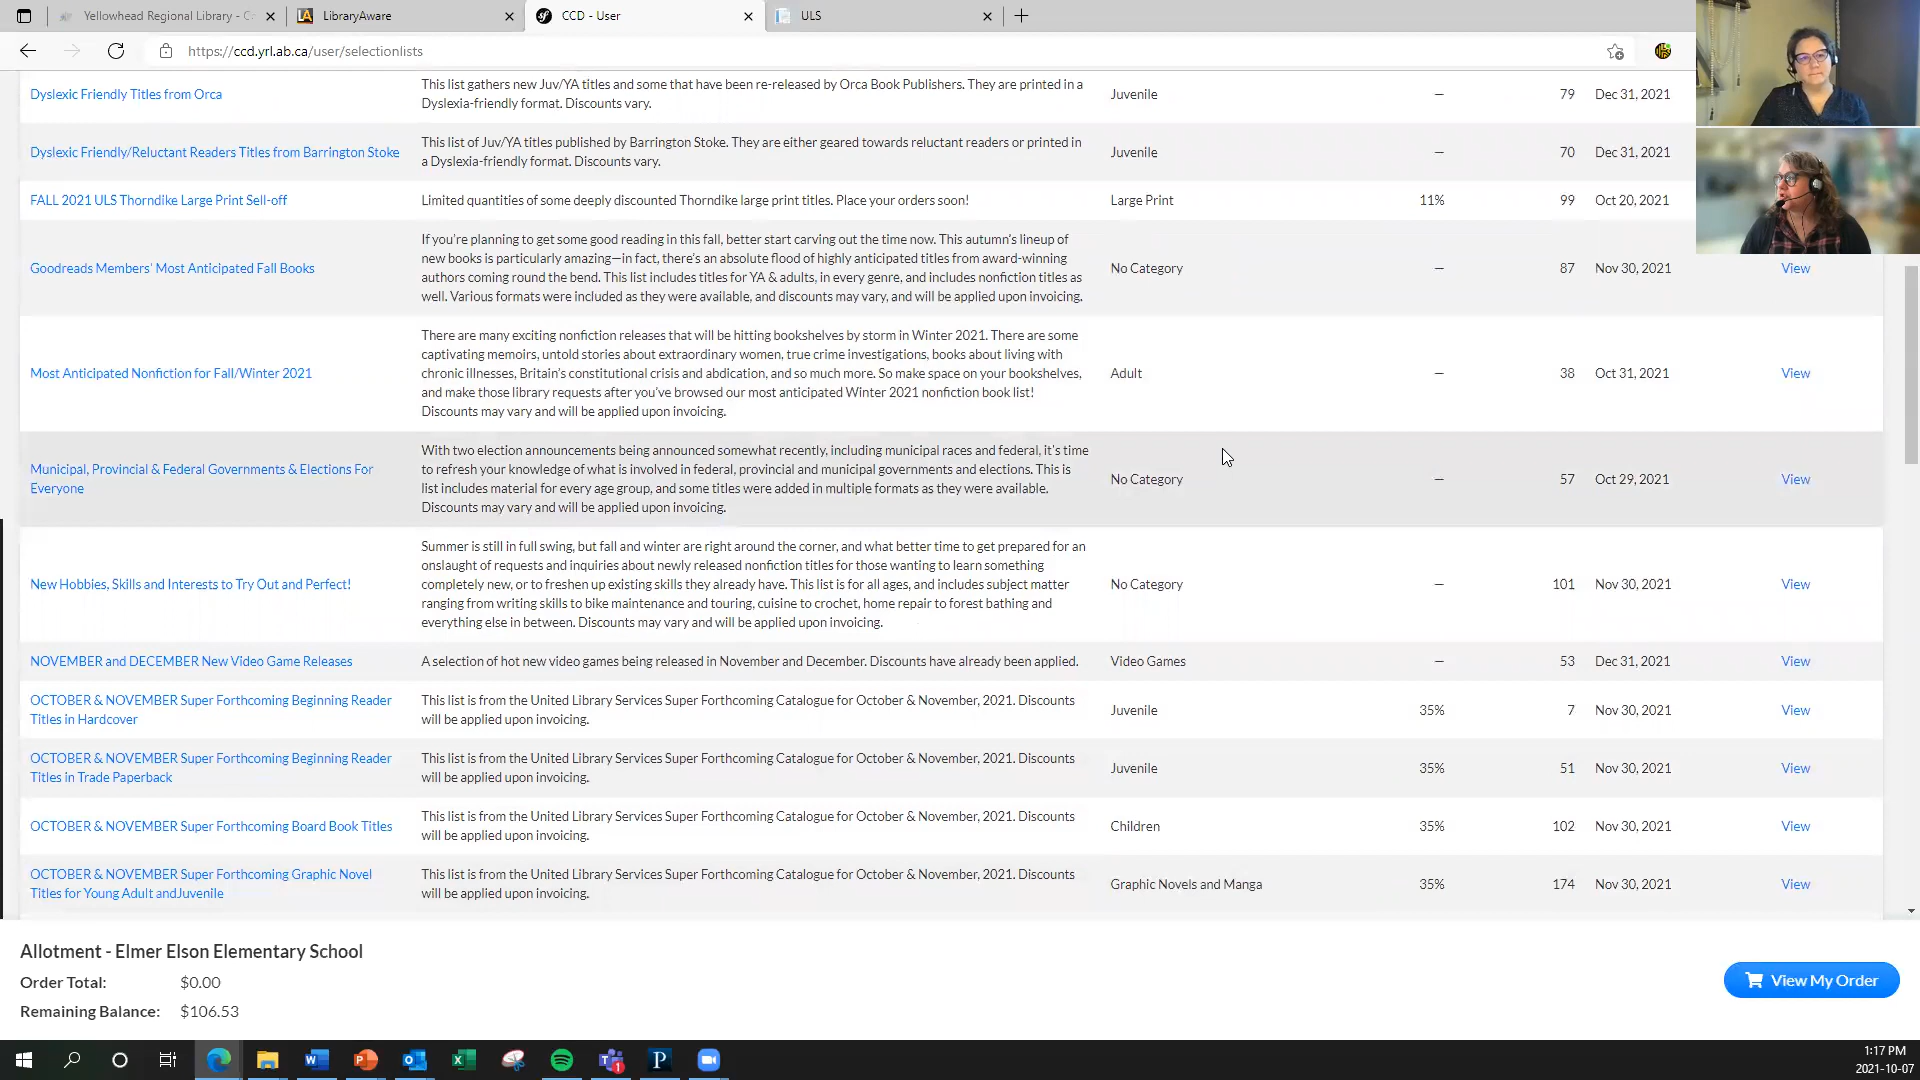 Yellowhead Regional Library - C
LibraryAware
CCD - User
ULS
https://ccd.yrl.ab.ca/user/selectionlists
Dyslexic Friendly Titles from Orca
This list gathers new Juv/YA titles and some that have been re-released by Orca Book Publishers. They are printed in a
Dyslexia-friendly format. Discounts vary.
Juvenile
—
79
Dec 31, 2021
Dyslexic Friendly/Reluctant Readers Titles from Barrington Stoke
This list of Juv/YA titles published by Barrington Stoke. They are either geared towards reluctant readers or printed in
a Dyslexia-friendly format. Discounts vary.
Juvenile
—
70
Dec 31, 2021
FALL 2021 ULS Thorndike Large Print Sell-off
Limited quantities of some deeply discounted Thorndike large print titles. Place your orders soon!
Large Print
11%
99
Oct 20, 2021
Goodreads Members' Most Anticipated Fall Books
If you're planning to get some good reading in this fall, better start carving out the time now. This autumn's lineup of
new books is particularly amazing—in fact, there's an absolute flood of highly anticipated titles from award-winning
authors coming round the bend. This list includes titles for YA & adults, in every genre, and includes nonfiction titles as
well. Various formats were included as they were available, and discounts may vary, and will be applied upon invoicing.
No Category
—
87
Nov 30, 2021
View
Most Anticipated Nonfiction for Fall/Winter 2021
There are many exciting nonfiction releases that will be hitting bookshelves by storm in Winter 2021. There are some
captivating memoirs, untold stories about extraordinary women, true crime investigations, books about living with
chronic illnesses, Britain's constitutional crisis and abdication, and so much more. So make space on your bookshelves,
and make those library requests after you've browsed our most anticipated Winter 2021 nonfiction book list!
Discounts may vary and will be applied upon invoicing.
Adult
—
38
Oct 31, 2021
View
Municipal, Provincial & Federal Governments & Elections For
Everyone
With two election announcements being announced somewhat recently, including municipal races and federal, it's time
to refresh your knowledge of what is involved in federal, provincial and municipal governments and elections. This is
list includes material for every age group, and some titles were added in multiple formats as they were available.
Discounts may vary and will be applied upon invoicing.
No Category
—
57
Oct 29, 2021
View
New Hobbies, Skills and Interests to Try Out and Perfect!
Summer is still in full swing, but fall and winter are right around the corner, and what better time to get prepared for an
onslaught of requests and inquiries about newly released nonfiction titles for those wanting to learn something
completely new, or to freshen up existing skills they already have. This list is for all ages, and includes subject matter
ranging from writing skills to bike maintenance and touring, cuisine to crochet, home repair to forest bathing and
everything else in between. Discounts may vary and will be applied upon invoicing.
No Category
—
101
Nov 30, 2021
View
NOVEMBER and DECEMBER New Video Game Releases
A selection of hot new video games being released in November and December. Discounts have already been applied.
Video Games
—
53
Dec 31, 2021
View
OCTOBER & NOVEMBER Super Forthcoming Beginning Reader
Titles in Hardcover
This list is from the United Library Services Super Forthcoming Catalogue for October & November, 2021. Discounts
will be applied upon invoicing.
Juvenile
35%
7
Nov 30, 2021
View
OCTOBER & NOVEMBER Super Forthcoming Beginning Reader
Titles in Trade Paperback
This list is from the United Library Services Super Forthcoming Catalogue for October & November, 2021. Discounts
will be applied upon invoicing.
Juvenile
35%
51
Nov 30, 2021
View
OCTOBER & NOVEMBER Super Forthcoming Board Book Titles
This list is from the United Library Services Super Forthcoming Catalogue for October & November, 2021. Discounts
will be applied upon invoicing.
Children
35%
102
Nov 30, 2021
View
OCTOBER & NOVEMBER Super Forthcoming Graphic Novel
Titles for Young Adult andJuvenile
This list is from the United Library Services Super Forthcoming Catalogue for October & November, 2021. Discounts
will be applied upon invoicing.
Graphic Novels and Manga
35%
174
Nov 30, 2021
View
Allotment - Elmer Elson Elementary School
Order Total: $0.00
Remaining Balance: $106.53
View My Order
1:17 PM
2021-10-07